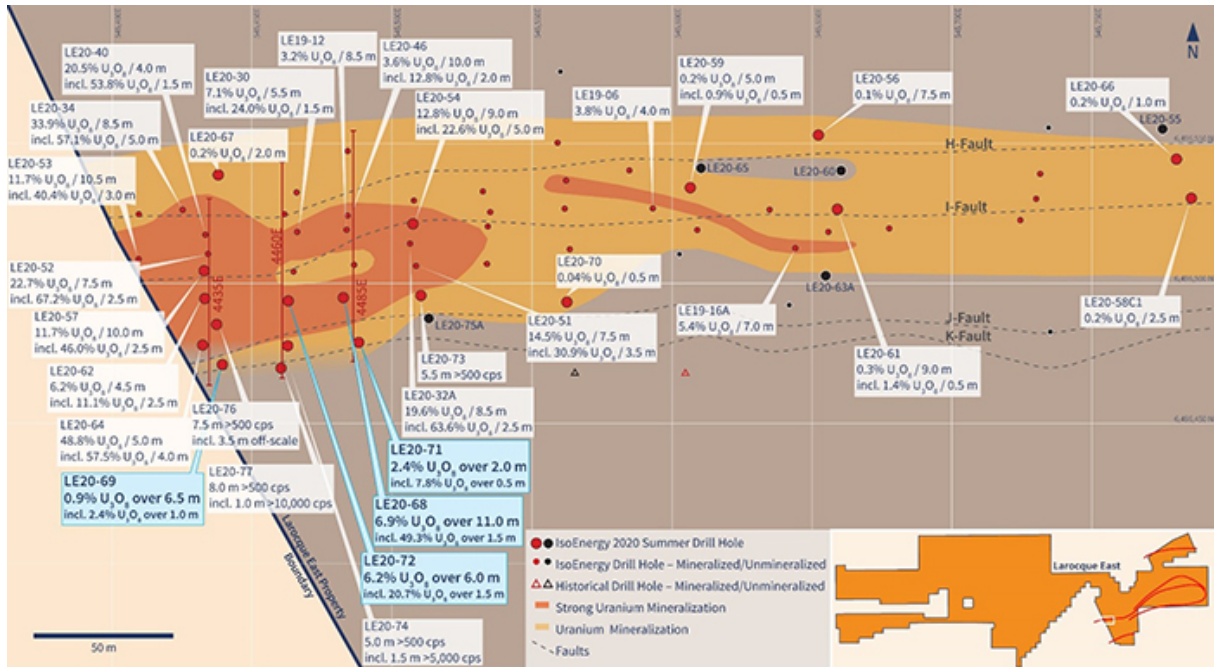 N
LE20-40
20.5% U₃O₈ / 4.0 m
incl. 53.8% U₃O₈ / 1.5 m
LE19-12
3.2% U₃O₈ / 8.5 m
LE20-46
3.6% U₃O₈ / 10.0 m
incl. 12.8% U₃O₈ / 2.0 m
LE20-30
7.1% U₃O₈ / 5.5 m
incl. 24.0% U₃O₈ / 1.5 m
LE20-59
0.2% U₃O₈ / 5.0 m
incl. 0.9% U₃O₈ / 0.5 m
LE20-56
0.1% U₃O₈ / 7.5 m
LE20-66
0.2% U₃O₈ / 1.0 m
LE20-34
33.9% U₃O₈ / 8.5 m
incl. 57.1% U₃O₈ / 5.0 m
LE20-54
12.8% U₃O₈ / 9.0 m
incl. 22.6% U₃O₈ / 5.0 m
LE19-06
3.8% U₃O₈ / 4.0 m
LE20-55
LE20-67
0.2% U₃O₈ / 2.0 m
H-Fault
LE20-53
11.7% U₃O₈ / 10.5 m
incl. 40.4% U₃O₈ / 3.0 m
LE20-65
LE20-60
I-Fault
4435E
4460E
4485E
LE20-52
22.7% U₃O₈ / 7.5 m
incl. 67.2% U₃O₈ / 2.5 m
LE20-70
0.04% U₃O₈ / 0.5 m
LE20-63A
LE20-57
11.7% U₃O₈ / 10.0 m
incl. 46.0% U₃O₈ / 2.5 m
LE20-75A
LE20-51
14.5% U₃O₈ / 7.5 m
incl. 30.9% U₃O₈ / 3.5 m
LE19-16A
5.4% U₃O₈ / 7.0 m
J-Fault
K-Fault
LE20-58C1
0.2% U₃O₈ / 2.5 m
LE20-62
6.2% U₃O₈ / 4.5 m
incl. 11.1% U₃O₈ / 2.5 m
LE20-73
5.5 m >500 cps
LE20-61
0.3% U₃O₈ / 9.0 m
incl. 1.4% U₃O₈ / 0.5 m
LE20-32A
19.6% U₃O₈ / 8.5 m
incl. 63.6% U₃O₈ / 2.5 m
LE20-76
7.5 m >500 cps
incl. 3.5 m off-scale
LE20-64
48.8% U₃O₈ / 5.0 m
incl. 57.5% U₃O₈ / 4.0 m
LE20-71
2.4% U₃O₈ over 2.0 m
incl. 7.8% U₃O₈ over 0.5 m
LE20-77
8.0 m >500 cps
incl. 1.0 m >10,000 cps
LE20-69
0.9% U₃O₈ over 6.5 m
incl. 2.4% U₃O₈ over 1.0 m
LE20-68
6.9% U₃O₈ over 11.0 m
incl. 49.3% U₃O₈ over 1.5 m
LE20-72
6.2% U₃O₈ over 6.0 m
incl. 20.7% U₃O₈ over 1.5 m
LE20-74
5.0 m >500 cps
incl. 1.5 m >5,000 cps
Larocque East Property
Boundary
50 m
IsoEnergy 2020 Summer Drill Hole
IsoEnergy Drill Hole – Mineralized/Unmineralized
Historical Drill Hole – Mineralized/Unmineralized
Strong Uranium Mineralization
Uranium Mineralization
Faults
Larocque East